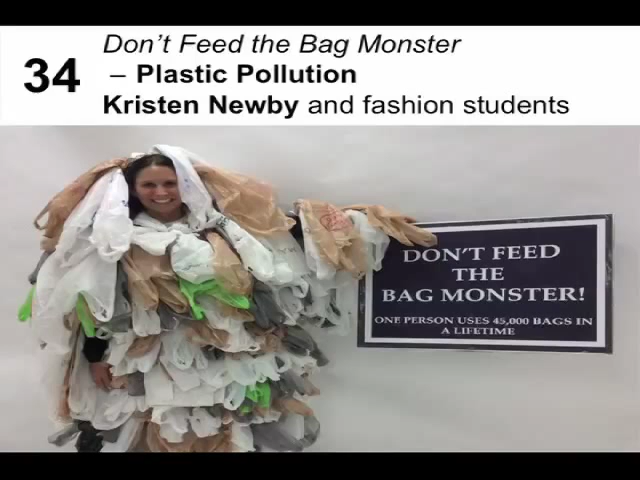 34
Don't Feed the Bag Monster
– Plastic Pollution
Kristen Newby and fashion students
DON'T FEED
THE
BAG MONSTER!
ONE PERSON USES 45,000 BAGS IN
A LIFETIME